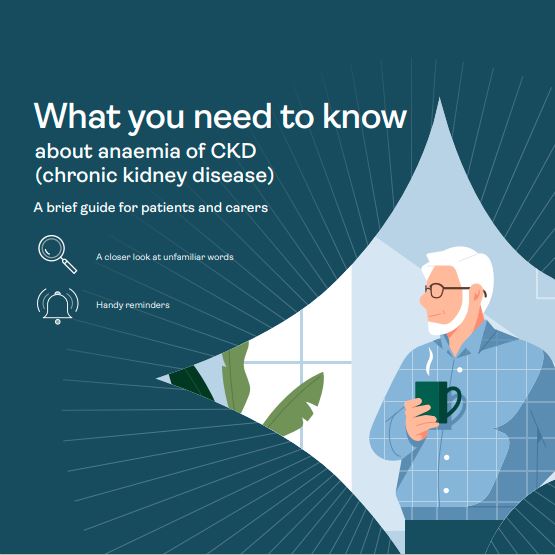 What you need to know
about anaemia of CKD
(chronic kidney disease)
A brief guide for patients and carers
A closer look at unfamiliar words
Handy reminders